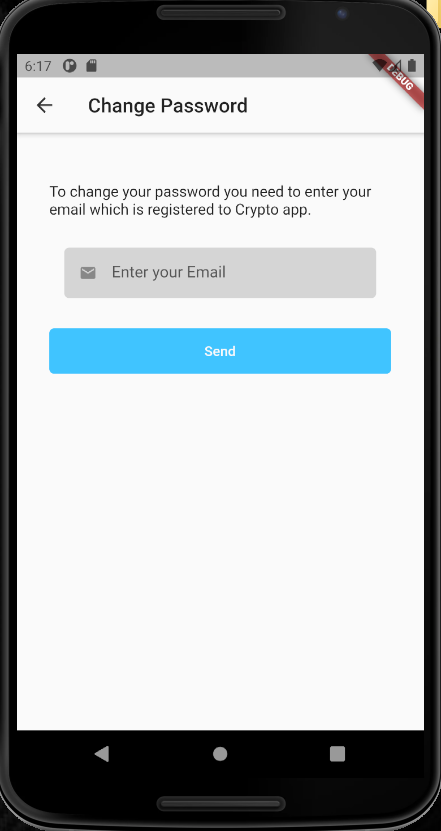 6:17
DEBUG
Change Password
To change your password you need to enter your
email which is registered to Crypto app.
Enter your Email
Send